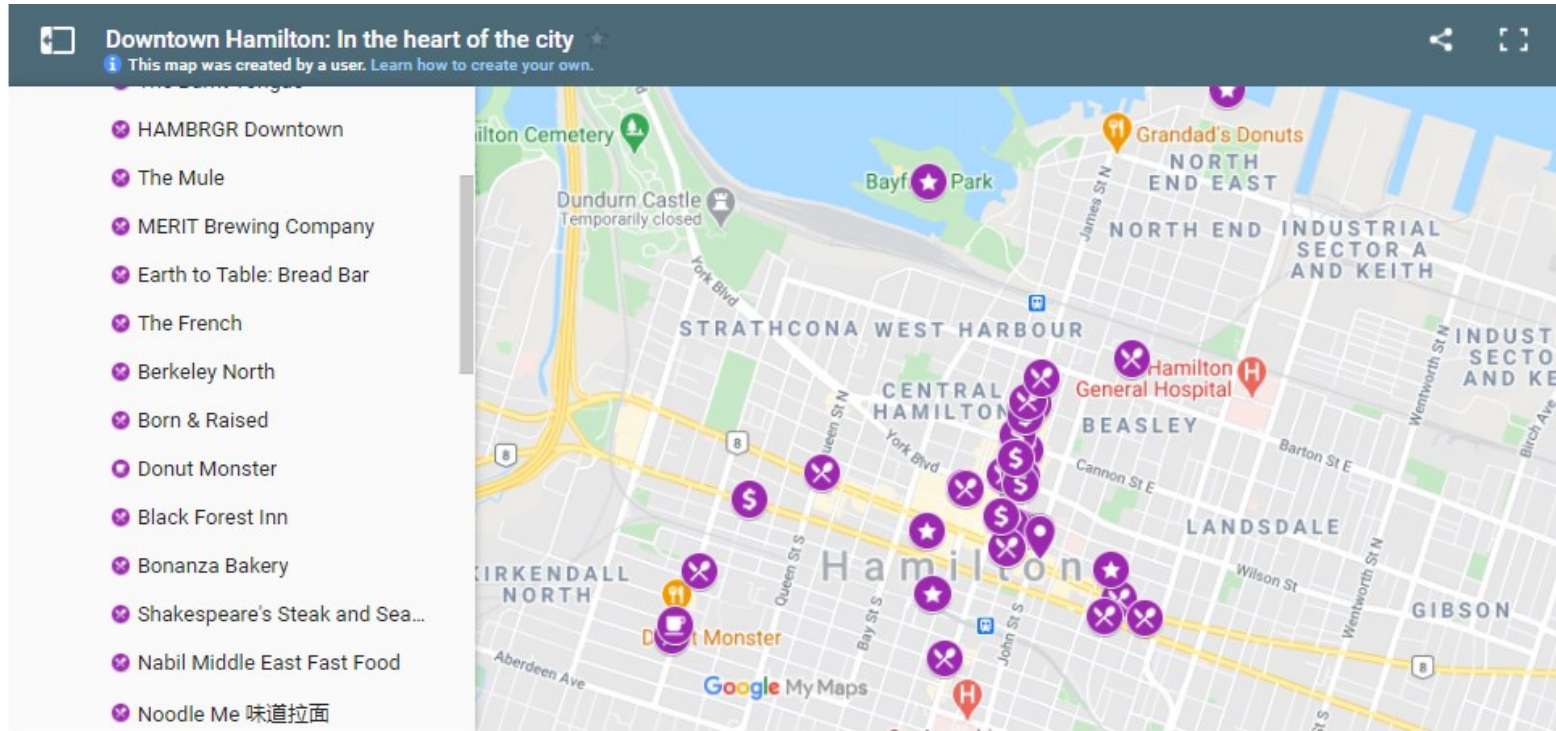 Downtown Hamilton: In the heart of the city
This map was created by a user. Learn how to create your own.
HAMBRGR Downtown
The Mule
MERIT Brewing Company
Earth to Table: Bread Bar
The French
Berkeley North
Born & Raised
Donut Monster
Black Forest Inn
Bonanza Bakery
Shakespeare's Steak and Sea...
Nabil Middle East Fast Food
Noodle Me 味道拉面
ilton Cemetery
Grandad's Donuts
NORTH
END EAST
Bayf
Park
Dundurn Castle
Temporarily closed
James St N
NORTH END
INDUSTRIAL
SECTOR A
AND KEITH
York Blvd
STRATHCONA
WEST HARBOUR
Wentworth St N
INDUST
SECTO
AND KE
Hamilton
General Hospital
H
CENTRAL
HAMILTON
BEASLEY
Birch Ave
ueen St N
York Blvd
8
8
Barton St E
Cannon St E
$
$
$
$
LANDSDALE
Hamilton
KIRKENDALL
NORTH
Queen St S
Wilson St
Wentworth St N
GIBSON
Bay St S
John St S
Monster
Aberdeen Ave
8
Google My Maps
H